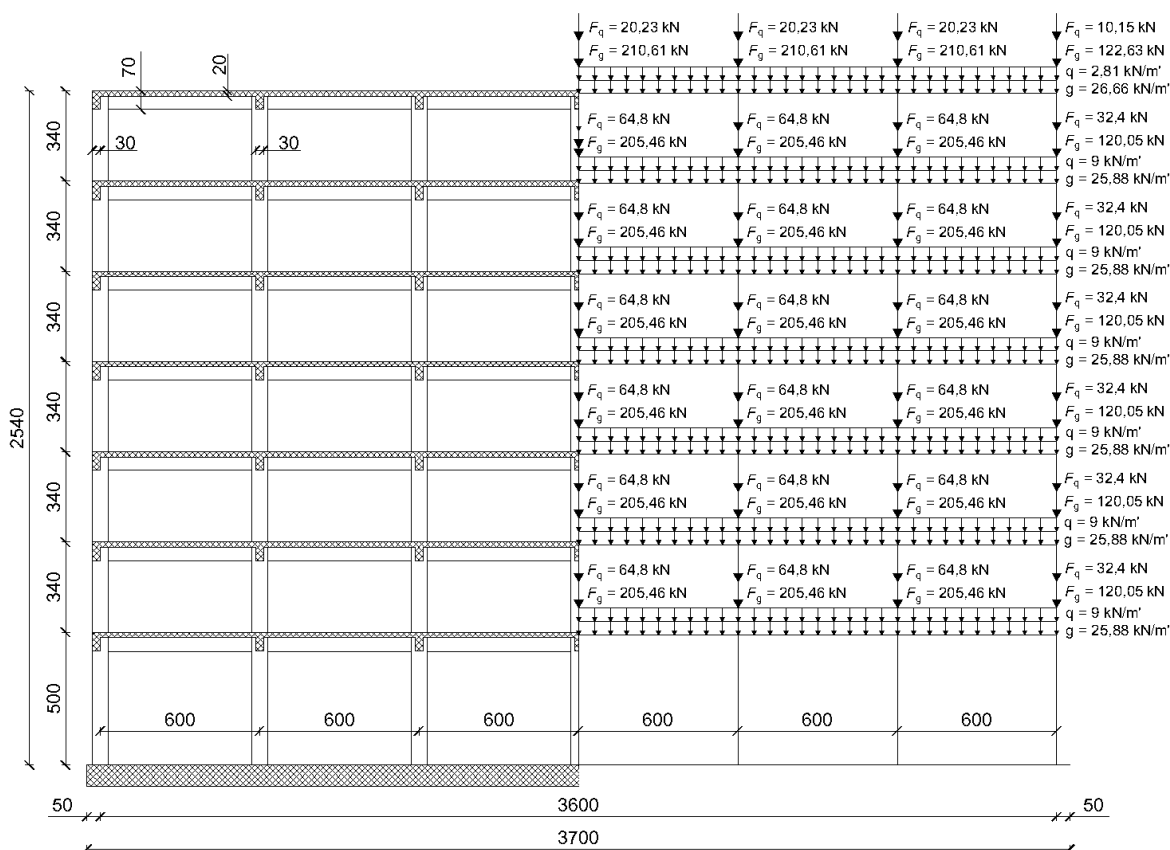 F_q = 20,23 kN F_q = 20,23 kN F_q = 20,23 kN F_q = 10,15 kN
F_g = 210,61 kN F_g = 210,61 kN F_g = 210,61 kN F_g = 122,63 kN
q = 2,81 kN/m'
g = 26,66 kN/m'
70
20
30
30
340
F_q = 64,8 kN F_q = 64,8 kN F_q = 64,8 kN F_q = 32,4 kN
F_g = 205,46 kN F_g = 205,46 kN F_g = 205,46 kN F_g = 120,05 kN
q = 9 kN/m'
g = 25,88 kN/m'
340
F_q = 64,8 kN F_q = 64,8 kN F_q = 64,8 kN F_q = 32,4 kN
F_g = 205,46 kN F_g = 205,46 kN F_g = 205,46 kN F_g = 120,05 kN
q = 9 kN/m'
g = 25,88 kN/m'
340
F_q = 64,8 kN F_q = 64,8 kN F_q = 64,8 kN F_q = 32,4 kN
F_g = 205,46 kN F_g = 205,46 kN F_g = 205,46 kN F_g = 120,05 kN
q = 9 kN/m'
g = 25,88 kN/m'
2540
340
F_q = 64,8 kN F_q = 64,8 kN F_q = 64,8 kN F_q = 32,4 kN
F_g = 205,46 kN F_g = 205,46 kN F_g = 205,46 kN F_g = 120,05 kN
q = 9 kN/m'
g = 25,88 kN/m'
340
F_q = 64,8 kN F_q = 64,8 kN F_q = 64,8 kN F_q = 32,4 kN
F_g = 205,46 kN F_g = 205,46 kN F_g = 205,46 kN F_g = 120,05 kN
q = 9 kN/m'
g = 25,88 kN/m'
340
F_q = 64,8 kN F_q = 64,8 kN F_q = 64,8 kN F_q = 32,4 kN
F_g = 205,46 kN F_g = 205,46 kN F_g = 205,46 kN F_g = 120,05 kN
q = 9 kN/m'
g = 25,88 kN/m'
500
600 600 600 600 600 600
50 3600 50
3700